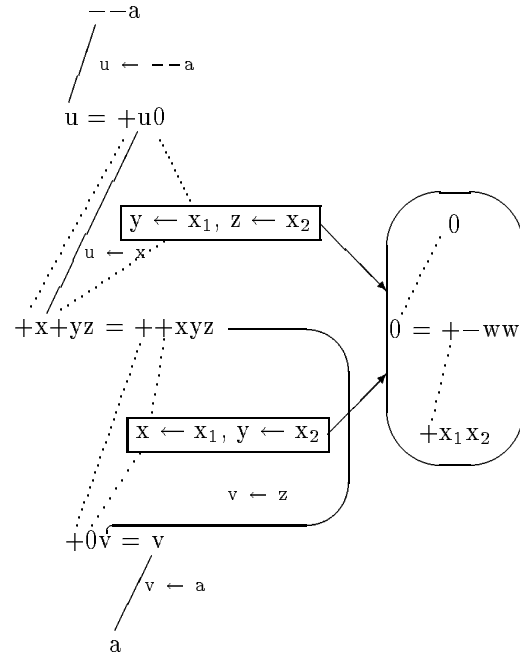 −−a
u ← −−a
u = +u0
y ← x₁, z ← x₂
0
u ← x
+x+yz = ++xyz
0 = +−ww
x ← x₁, y ← x₂
+x₁x₂
v ← z
+0v = v
v ← a
a